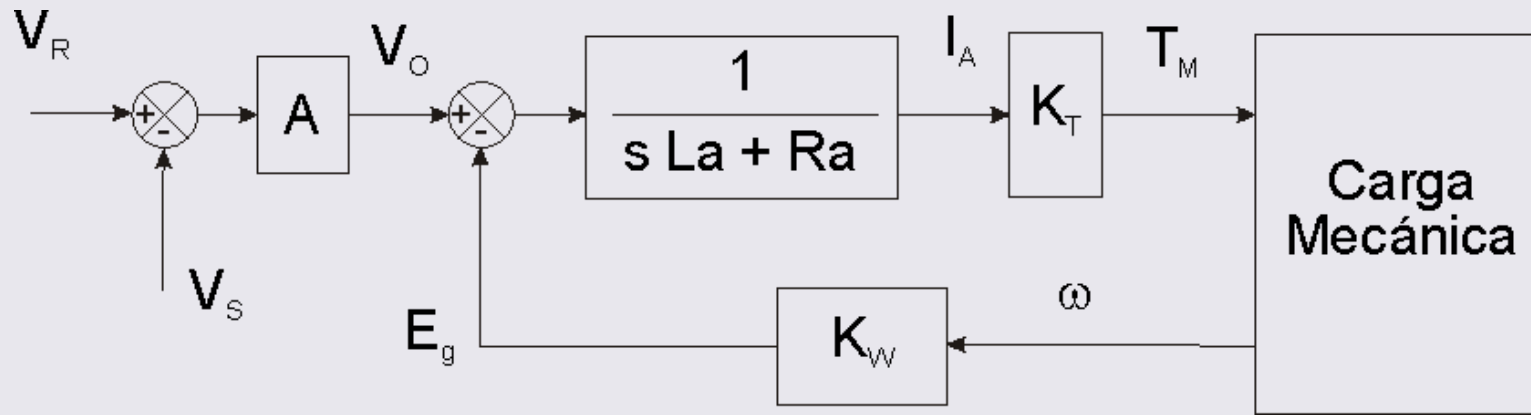 V_R
+
-
V_S
A
V_O
+
-
E_g
1
s La + Ra
I_A
K_T
T_M
Carga
Mecánica
ω
K_W